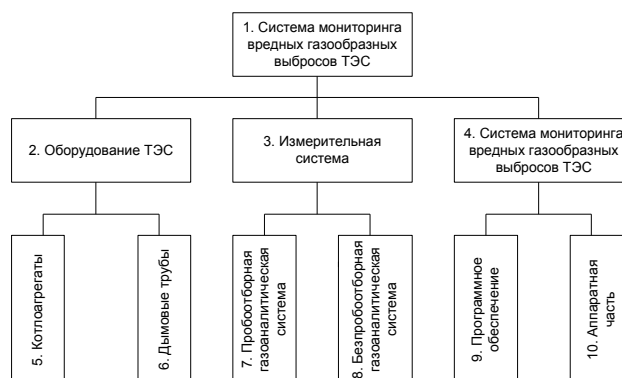 1. Система мониторинга
вредных газообразных
выбросов ТЭС
2. Оборудование ТЭС
3. Измерительная
система
4. Система мониторинга
вредных газообразных
выбросов ТЭС
5. Котлоагрегаты
6. Дымовые трубы
7. Пробоотборная
газоаналитическая
система
8. Безпробоотборная
газоаналитическая
система
9. Программное
обеспечение
10. Аппаратная
часть